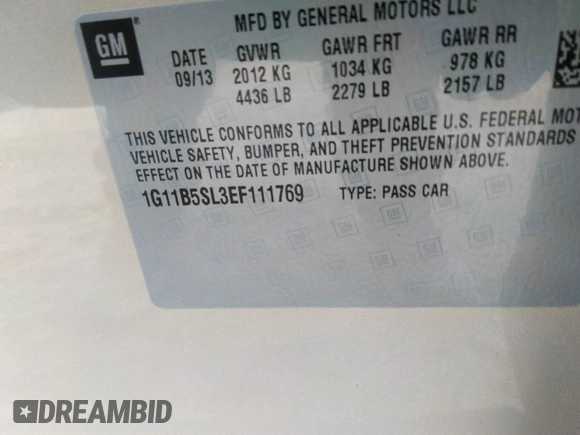 MFD BY GENERAL MOTORS LLC
GM
DATE GVWR GAWR FRT GAWR RR
09/13 2012 KG 1034 KG 978 KG
4436 LB 2279 LB 2157 LB
THIS VEHICLE CONFORMS TO ALL APPLICABLE U.S. FEDERAL MOT
VEHICLE SAFETY, BUMPER, AND THEFT PREVENTION STANDARDS
EFFECT ON THE DATE OF MANUFACTURE SHOWN ABOVE.
1G11B5SL3EF111769 TYPE: PASS CAR
DREAMBID